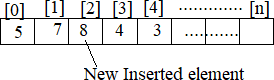 [0] [1] [2] [3] [4] .............. [n]
5 7 8 4 3 ...........
New Inserted element